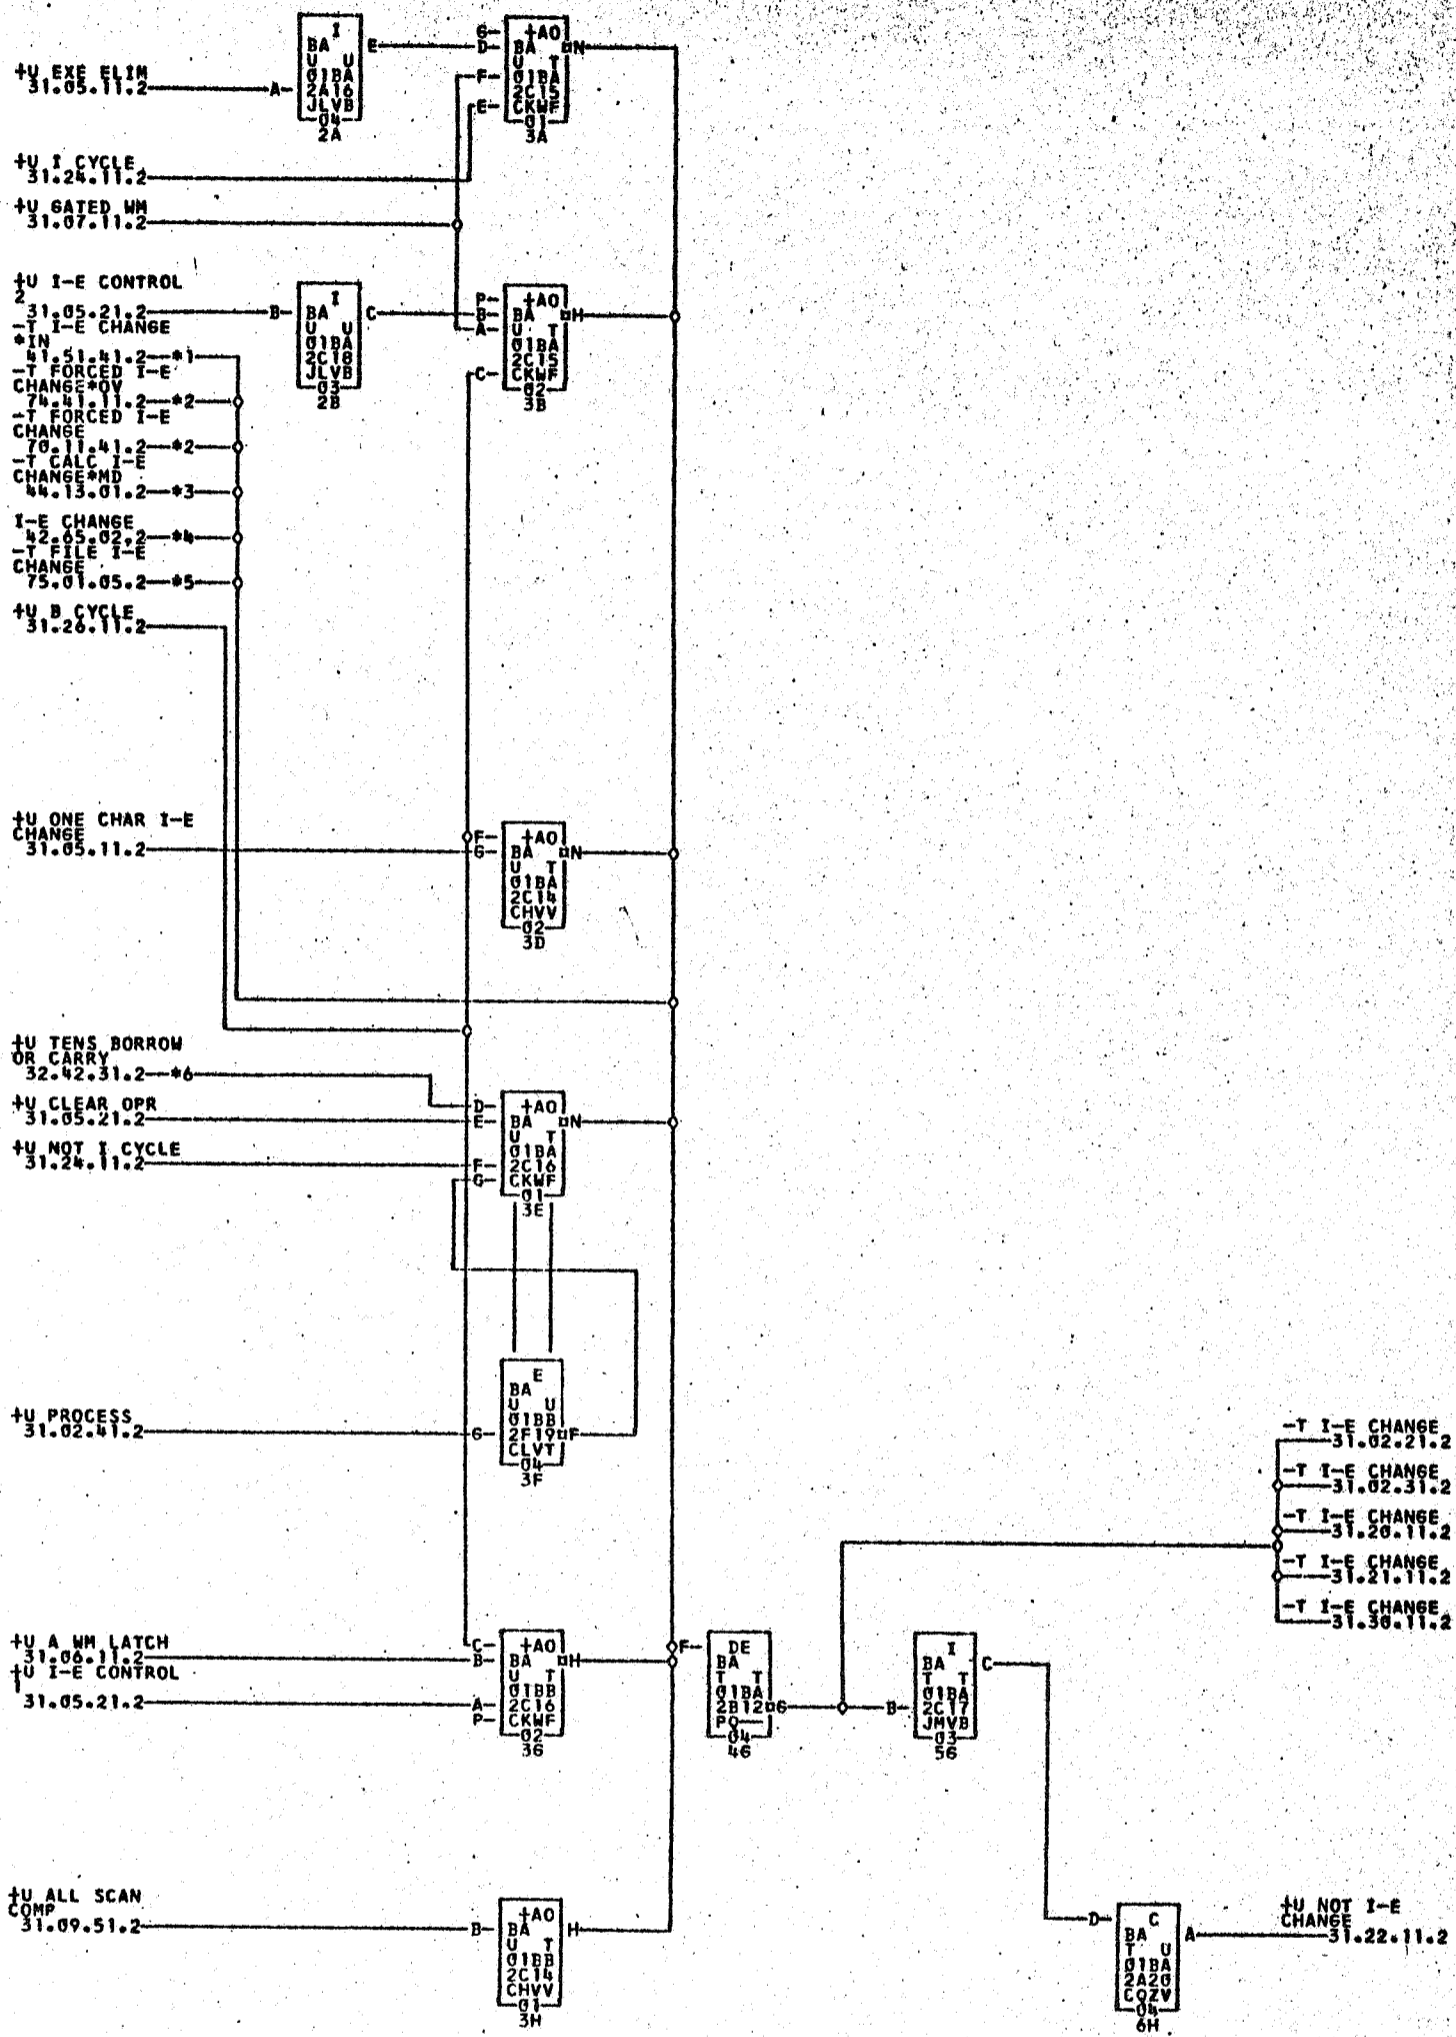 +U EXE ELIM
31.05.11.2
A-
I
BA E
U U
01BA
2A16
JLVB
04
2A
G-
D-
F-
E-
+AO
BA N
U T
01BA
2C15
CKWF
01
3A
+U I CYCLE
31.24.11.2
+U GATED WM
31.07.11.2
+U I-E CONTROL
2
31.05.21.2
B-
I
BA C
U U
01BA
2C18
JLVB
03
2B
P-
B-
A-
C-
+AO
BA H
U T
01BA
2C15
CKWF
02
3B
-T I-E CHANGE
*IN
41.51.41.2—*1
-T FORCED I-E
CHANGE*OV
74.41.11.2—*2
-T FORCED I-E
CHANGE
70.11.41.2—*2
-T CALC I-E
CHANGE*MD
44.13.01.2—*3
I-E CHANGE
42.65.02.2—*4
-T FILE I-E
CHANGE
75.01.05.2—*5
+U B CYCLE
31.26.11.2
+U ONE CHAR I-E
CHANGE
31.05.11.2
F-
G-
+AO
BA N
U T
01BA
2C14
CHVV
02
3D
+U TENS BORROW
OR CARRY
32.42.31.2—*6
+U CLEAR OPR
31.05.21.2
+U NOT I CYCLE
31.24.11.2
D-
E-
F-
G-
+AO
BA N
U T
01BA
2C16
CKWF
01
3E
+U PROCESS
31.02.41.2
G-
E
BA
U U
01BB
2F19 F
CLVT
04
3F
+U A WM LATCH
31.06.11.2
+U I-E CONTROL
1
31.05.21.2
C-
B-
A-
P-
+AO
BA H
U T
01BB
2C16
CKWF
02
3G
F-
DE
BA
T T
01BA
2B12 G
PQ—
04
4G
B-
I
BA C
T T
01BA
2C17
JMVB
03
5G
-T I-E CHANGE
31.02.21.2
-T I-E CHANGE
31.02.31.2
-T I-E CHANGE
31.20.11.2
-T I-E CHANGE
31.21.11.2
-T I-E CHANGE
31.30.11.2
+U ALL SCAN
COMP
31.09.51.2
B-
+AO
BA H
U T
01BB
2C14
CHVV
01
3H
D-
C
BA A
T U
01BA
2A20
CQZV
04
6H
+U NOT I-E
CHANGE
31.22.11.2